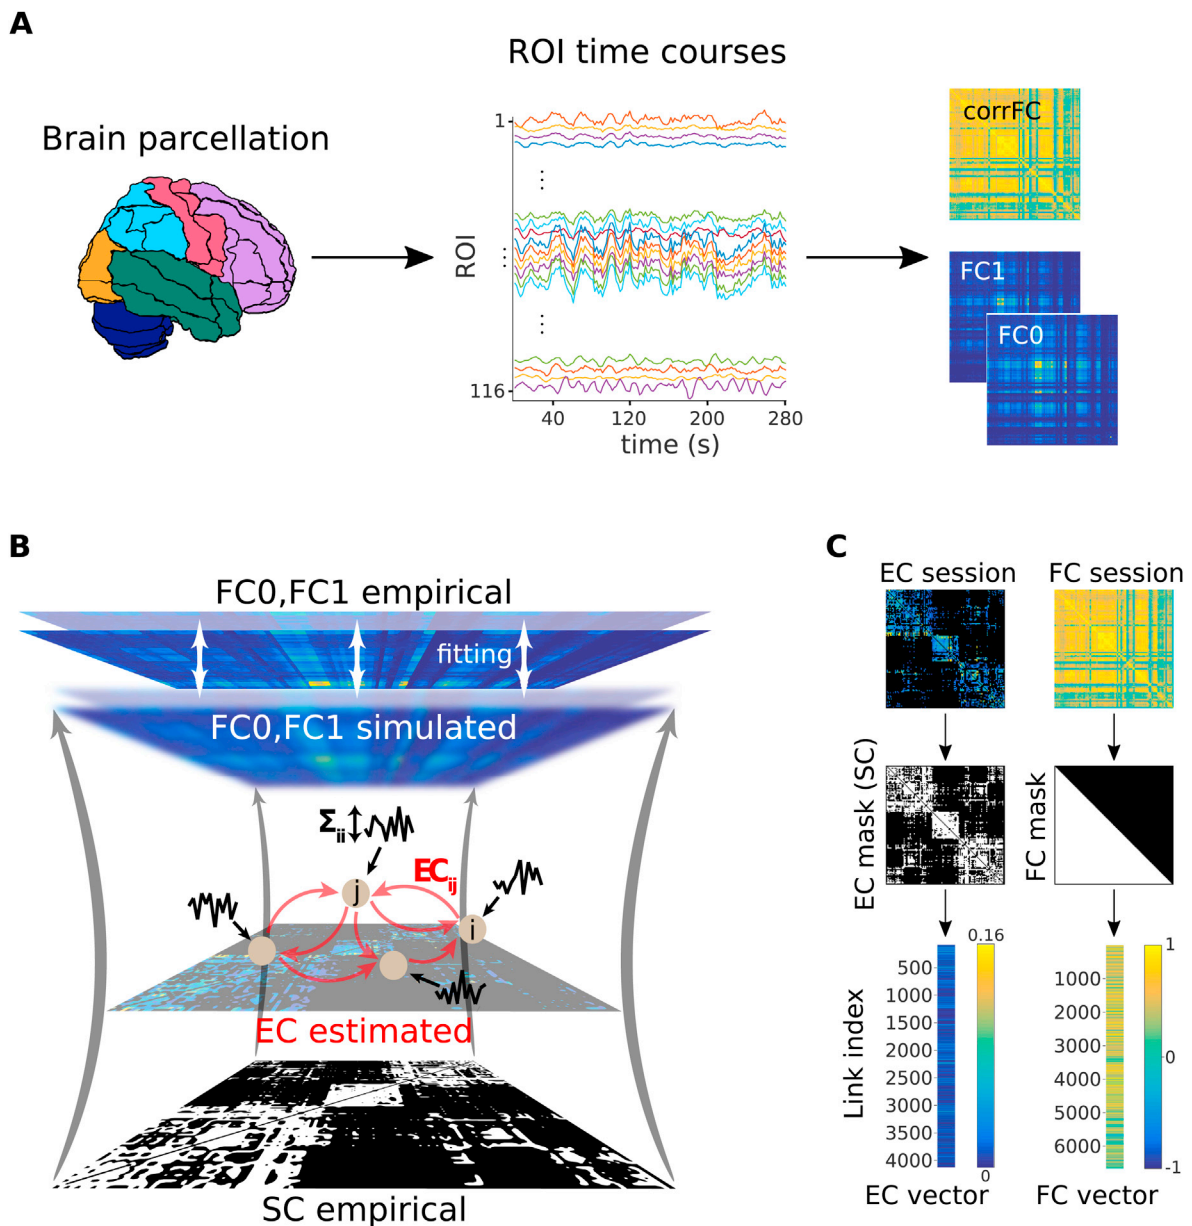 A
ROI time courses
Brain parcellation
1
ROI
116
40 120 200 280
time (s)
corrFC
FC1
FC0
B
FC0,FC1 empirical
fitting
FC0,FC1 simulated
Σii
ECij
j
i
EC estimated
SC empirical
C
EC session FC session
EC mask (SC)
FC mask
Link index
500
1000
1500
2000
2500
3000
3500
4000
0.16
0
1000
2000
3000
4000
5000
6000
1
0
-1
EC vector FC vector